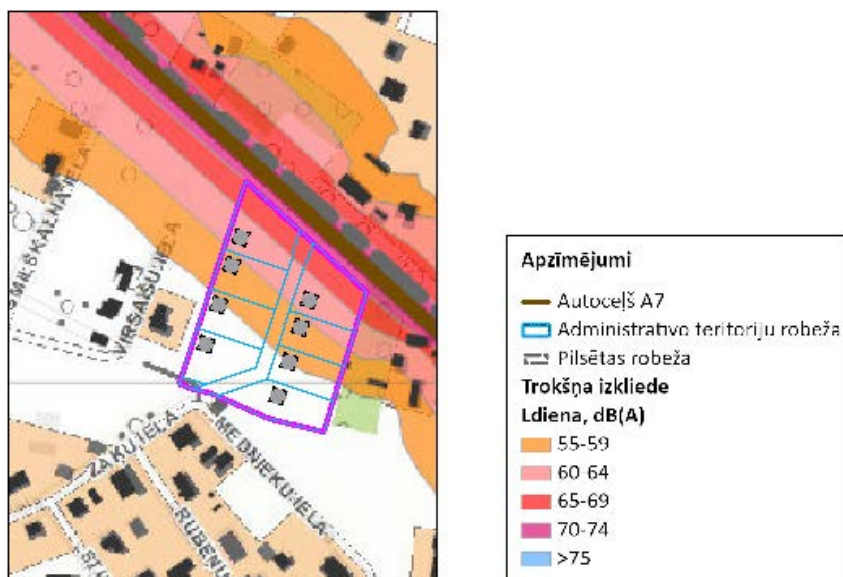 VIRSAIŠU IELA
ZAĶU IELA
MEDNIEKU IELA
Apzīmējumi
Autoceļš A7
Administratīvo teritoriju robeža
Pilsētas robeža
Trokšņa izkliede
Ldiena, dB(A)
55-59
60-64
65-69
70-74
>75